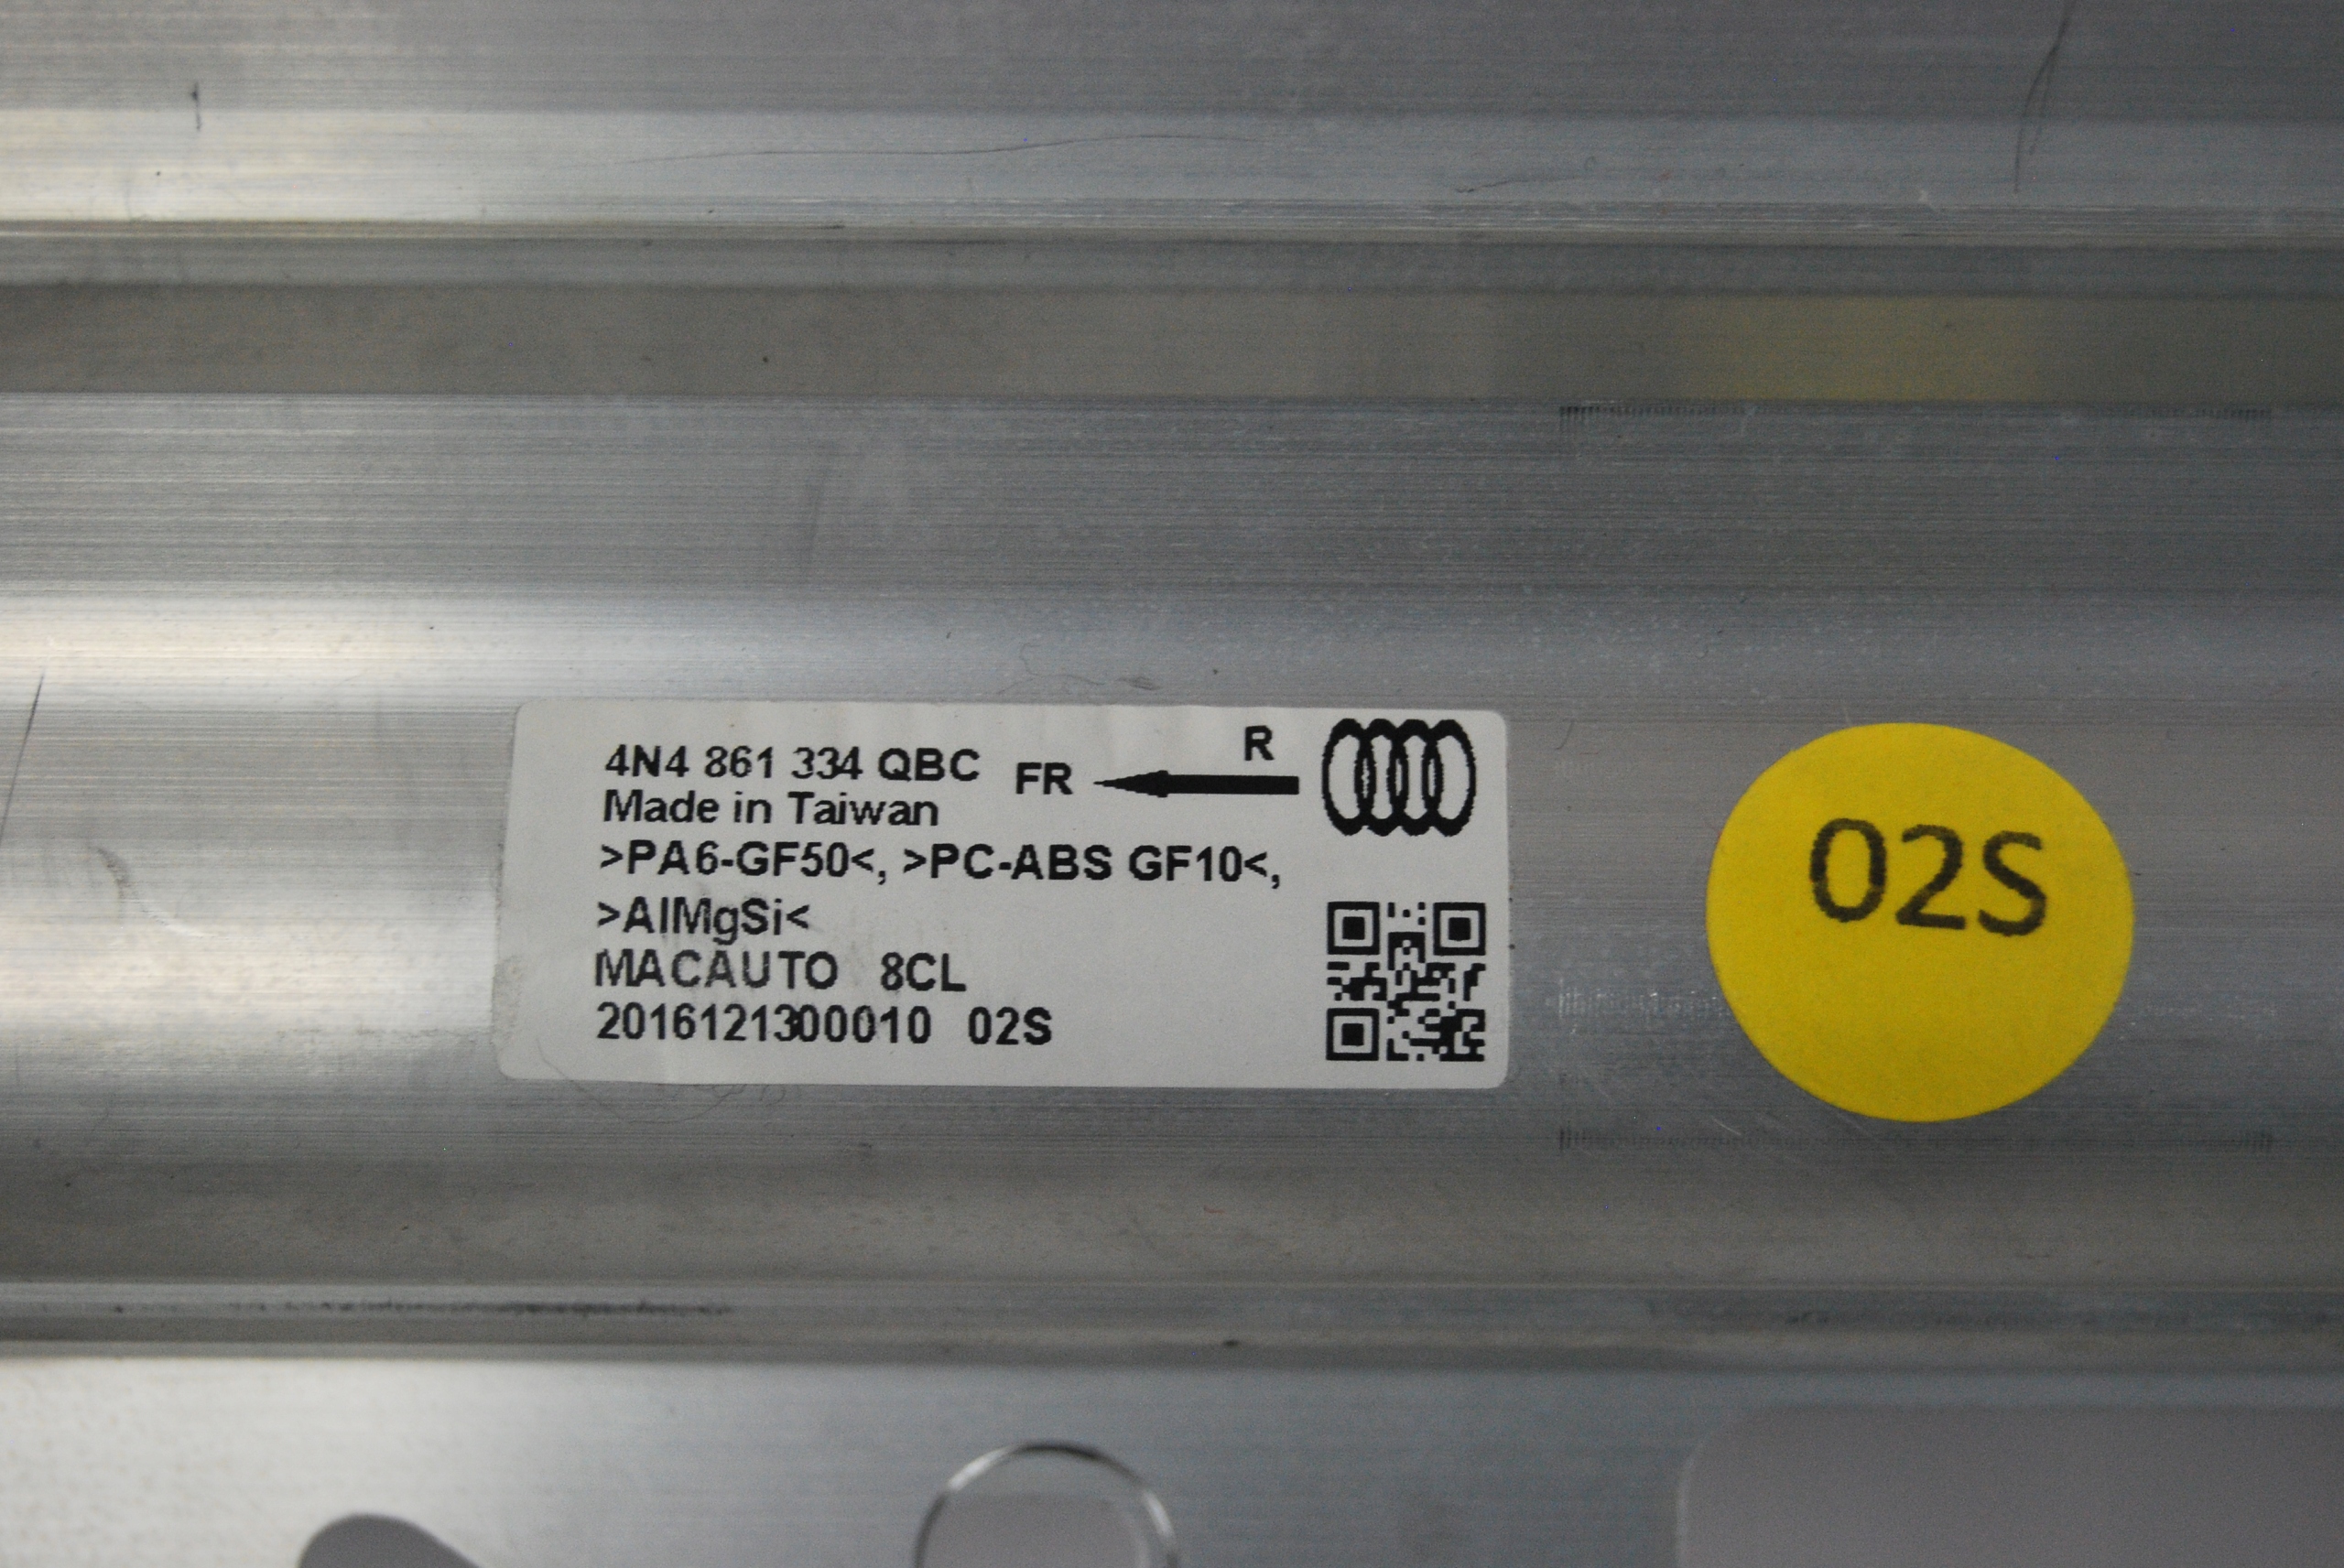 4N4 861 334 QBC FR R
Made in Taiwan
>PA6-GF50<, >PC-ABS GF10<,
>AlMgSi<
MACAUTO 8CL
2016121300010 02S
02S